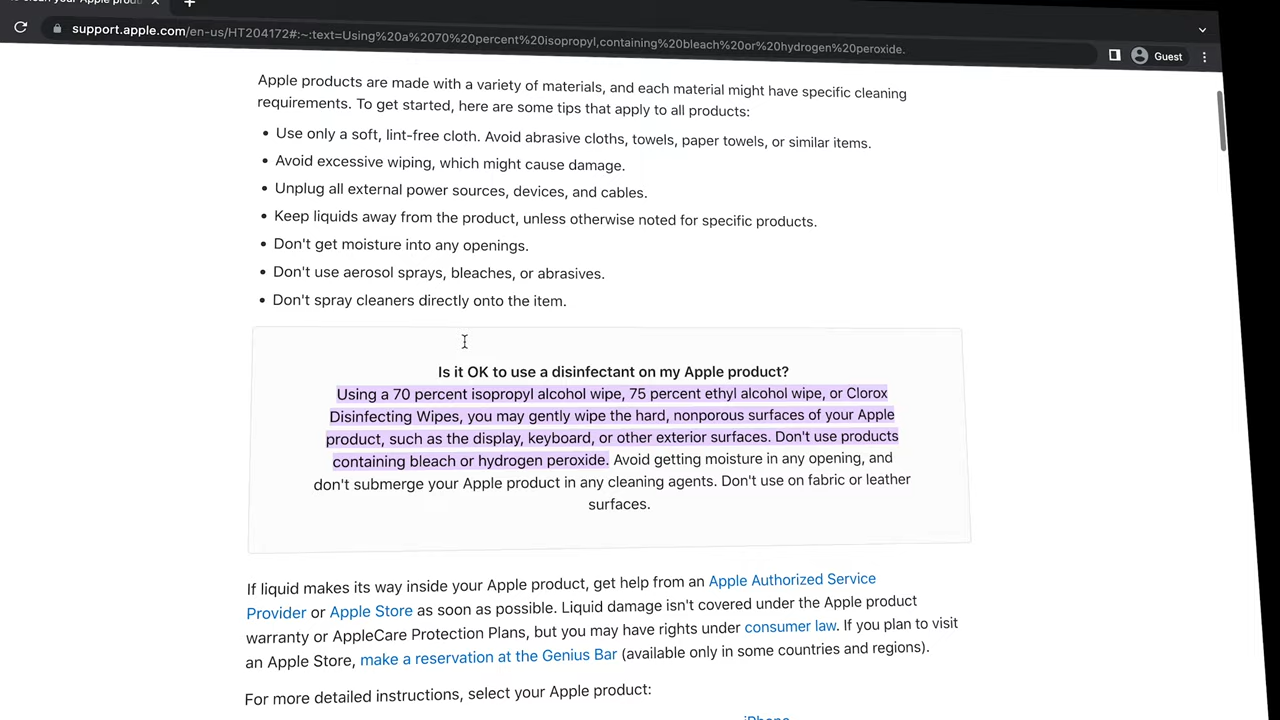 clean your Apple produ
support.apple.com/en-us/HT204172#:~:text=Using%20a%2070%20percent%20isopropyl,containing%20bleach%20or%20hydrogen%20peroxide.
Guest
Apple products are made with a variety of materials, and each material might have specific cleaning
requirements. To get started, here are some tips that apply to all products:
• Use only a soft, lint-free cloth. Avoid abrasive cloths, towels, paper towels, or similar items.
• Avoid excessive wiping, which might cause damage.
• Unplug all external power sources, devices, and cables.
• Keep liquids away from the product, unless otherwise noted for specific products.
• Don't get moisture into any openings.
• Don't use aerosol sprays, bleaches, or abrasives.
• Don't spray cleaners directly onto the item.
Is it OK to use a disinfectant on my Apple product?
Using a 70 percent isopropyl alcohol wipe, 75 percent ethyl alcohol wipe, or Clorox
Disinfecting Wipes, you may gently wipe the hard, nonporous surfaces of your Apple
product, such as the display, keyboard, or other exterior surfaces. Don't use products
containing bleach or hydrogen peroxide. Avoid getting moisture in any opening, and
don't submerge your Apple product in any cleaning agents. Don't use on fabric or leather
surfaces.
If liquid makes its way inside your Apple product, get help from an Apple Authorized Service
Provider or Apple Store as soon as possible. Liquid damage isn't covered under the Apple product
warranty or AppleCare Protection Plans, but you may have rights under consumer law. If you plan to visit
an Apple Store, make a reservation at the Genius Bar (available only in some countries and regions).
For more detailed instructions, select your Apple product:
iPhone